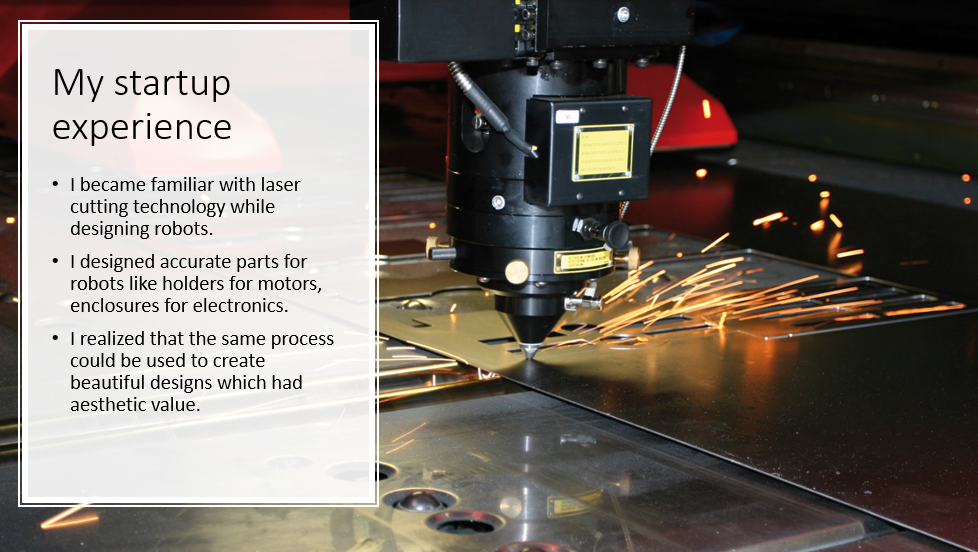 My startup
experience
• I became familiar with laser
cutting technology while
designing robots.
• I designed accurate parts for
robots like holders for motors,
enclosures for electronics.
• I realized that the same process
could be used to create
beautiful designs which had
aesthetic value.